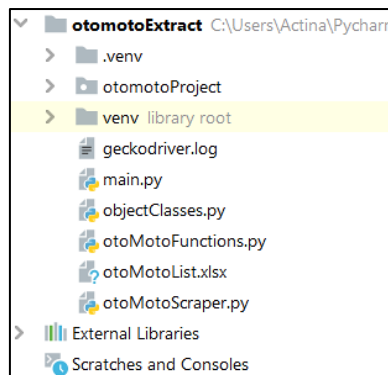 otomotoExtract C:\Users\Actina\Pycharm
.venv
otomotoProject
venv library root
geckodriver.log
main.py
objectClasses.py
otoMotoFunctions.py
otoMotoList.xlsx
otoMotoScraper.py
External Libraries
Scratches and Consoles